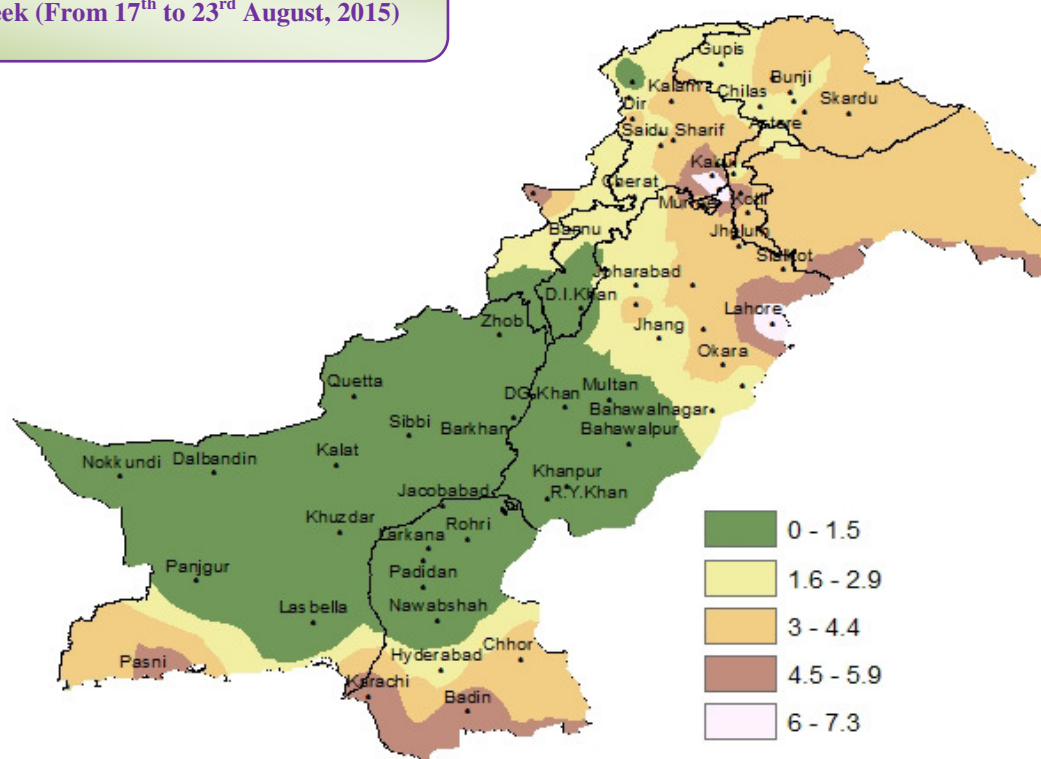 eek (From 17th to 23rd August, 2015)
Gupis
Bunji
Kalam
Chilas
Skardu
Dir
Astore
Saidu Sharif
Kakul
Cherat
Murree
Kotli
Bannu
Jhelum
Sialkot
Joharabad
D.I.Khan
Lahore
Zhob
Jhang
Okara
Quetta
Multan
DG Khan
Bahawalnagar
Sibbi
Barkhan
Bahawalpur
Kalat
Nokkundi
Dalbandin
Khanpur
Jacobabad
R.Y.Khan
Khuzdar
Rohri
Larkana
Panjgur
Padidan
Lasbella
Nawabshah
Chhor
Hyderabad
Pasni
Karachi
Badin
0 - 1.5
1.6 - 2.9
3 - 4.4
4.5 - 5.9
6 - 7.3